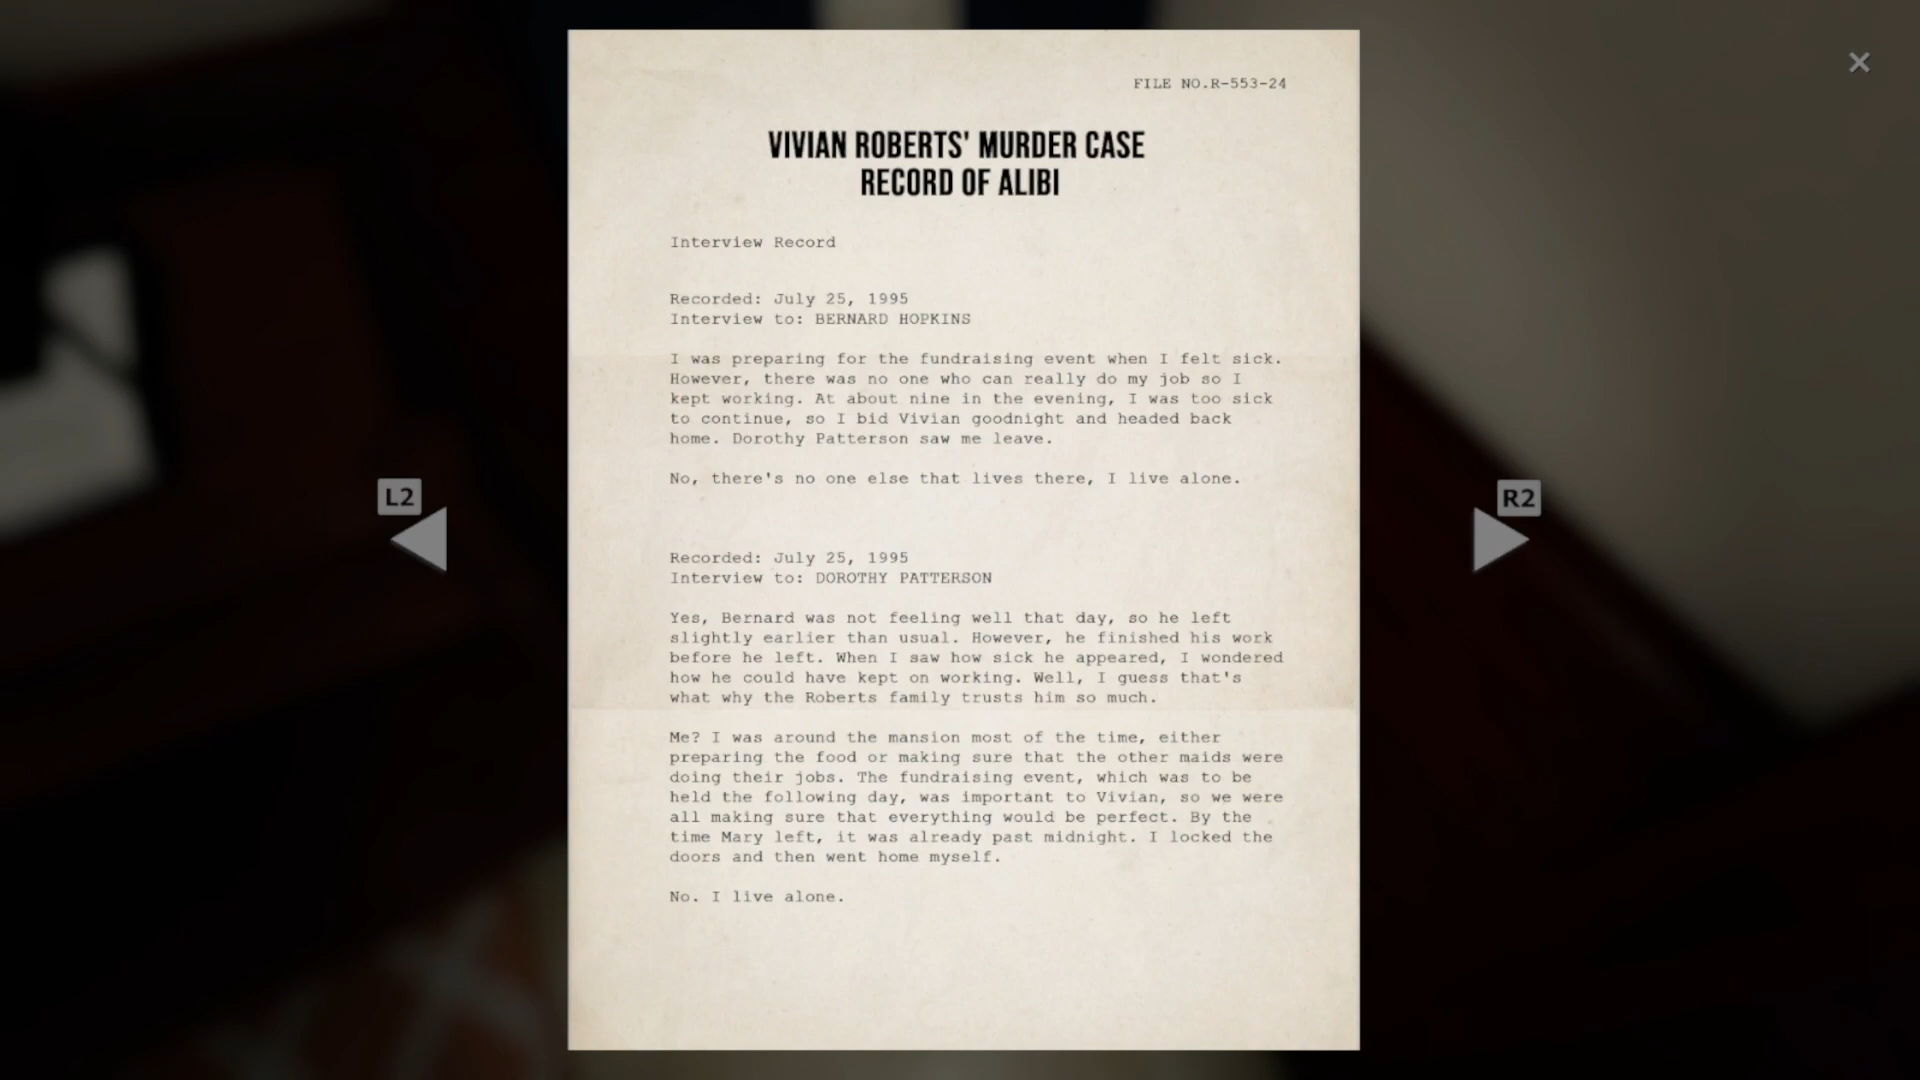 FILE NO.R-553-24
VIVIAN ROBERTS' MURDER CASE
RECORD OF ALIBI
Interview Record
Recorded: July 25, 1995
Interview to: BERNARD HOPKINS
I was preparing for the fundraising event when I felt sick.
However, there was no one who can really do my job so I
kept working. At about nine in the evening, I was too sick
to continue, so I bid Vivian goodnight and headed back
home. Dorothy Patterson saw me leave.
No, there's no one else that lives there, I live alone.
L2
R2
Recorded: July 25, 1995
Interview to: DOROTHY PATTERSON
Yes, Bernard was not feeling well that day, so he left
slightly earlier than usual. However, he finished his work
before he left. When I saw how sick he appeared, I wondered
how he could have kept on working. Well, I guess that's
what why the Roberts family trusts him so much.
Me? I was around the mansion most of the time, either
preparing the food or making sure that the other maids were
doing their jobs. The fundraising event, which was to be
held the following day, was important to Vivian, so we were
all making sure that everything would be perfect. By the
time Mary left, it was already past midnight. I locked the
doors and then went home myself.
No. I live alone.